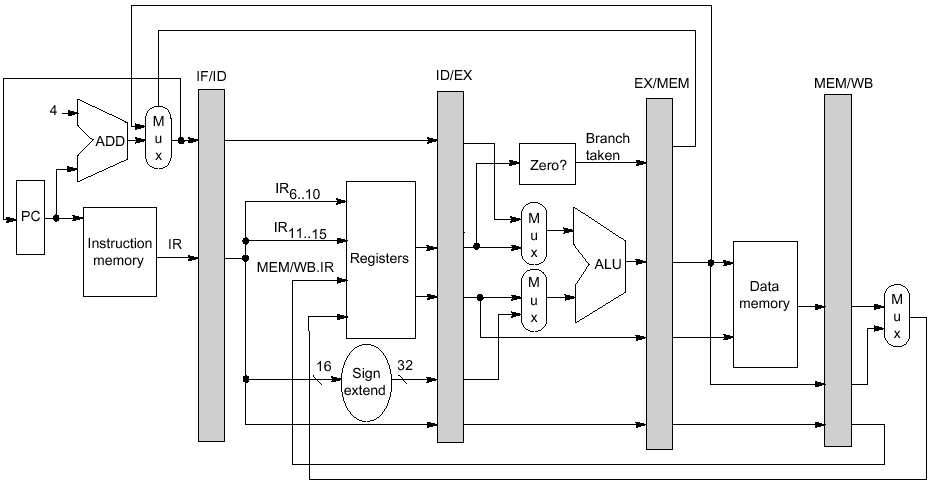 IF/ID
ID/EX
EX/MEM
MEM/WB
4
ADD
M
u
x
PC
Instruction
memory
IR
IR6..10
IR11..15
MEM/WB.IR
Registers
16
Sign
extend
32
Zero?
Branch
taken
M
u
x
M
u
x
ALU
Data
memory
M
u
x